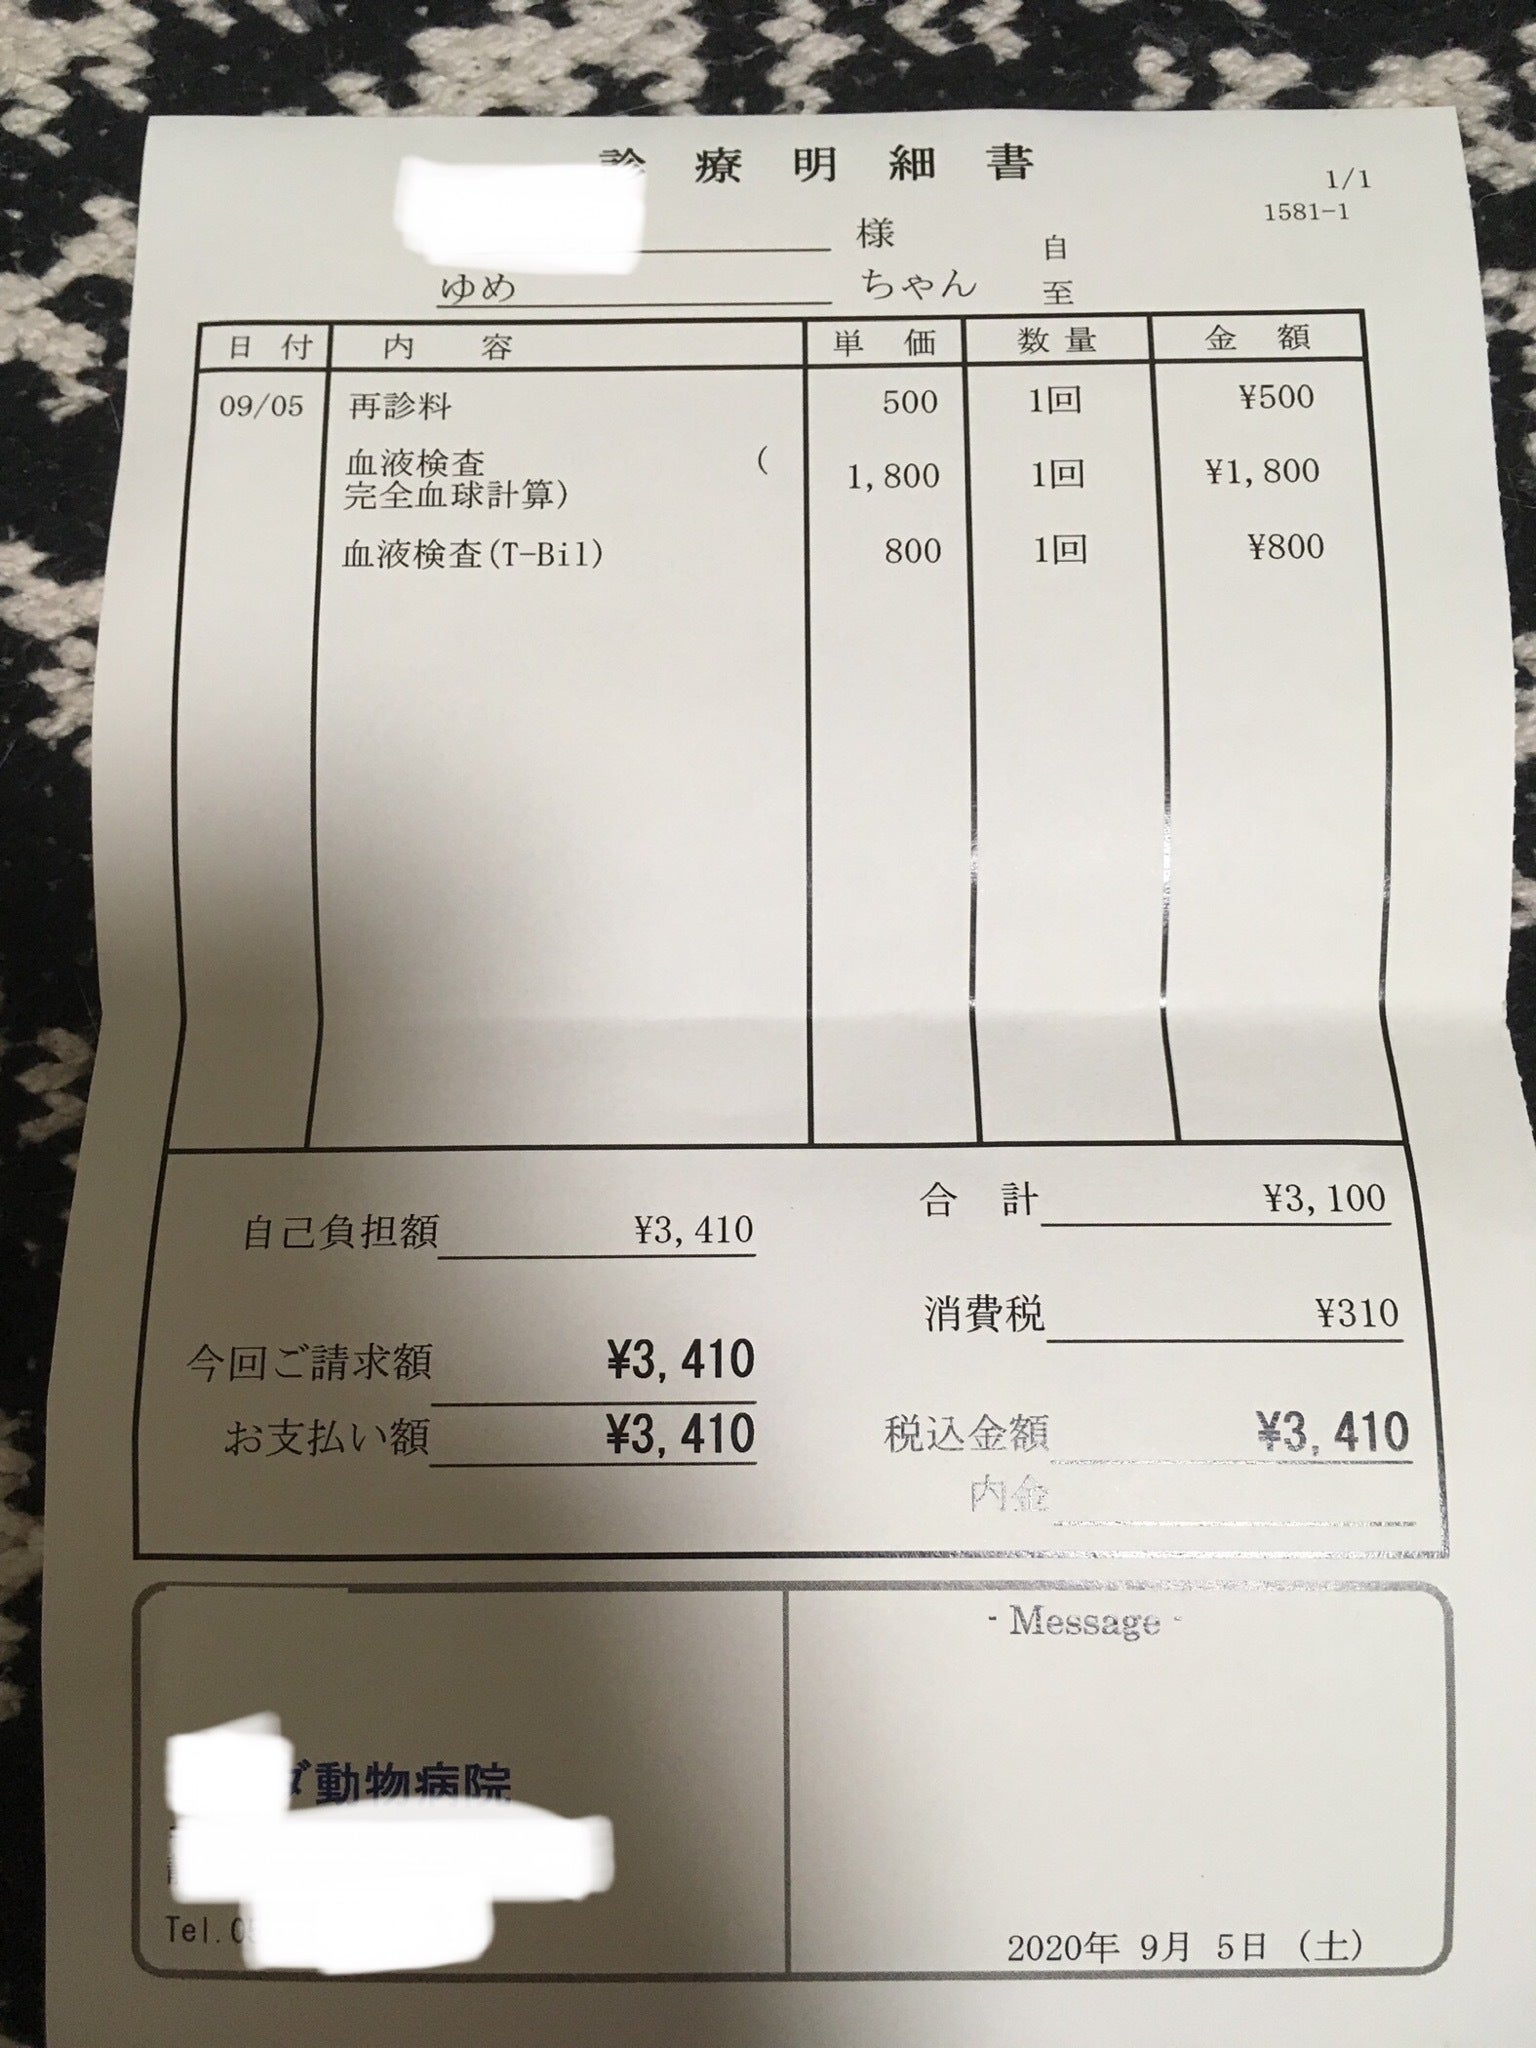 診療明細書
1/1
1581-1
様
自
ゆめ ちゃん
至
日付 内容 単価 数量 金額
09/05 再診料 500 1回 ¥500
血液検査 (
完全血球計算) 1,800 1回 ¥1,800
血液検査(T-Bil) 800 1回 ¥800
合計 ¥3,100
自己負担額 ¥3,410
消費税 ¥310
今回ご請求額 ¥3,410
お支払い額 ¥3,410
税込金額 ¥3,410
内金
- Message -
ダ動物病院
Tel.0
2020年 9月 5日 (土)